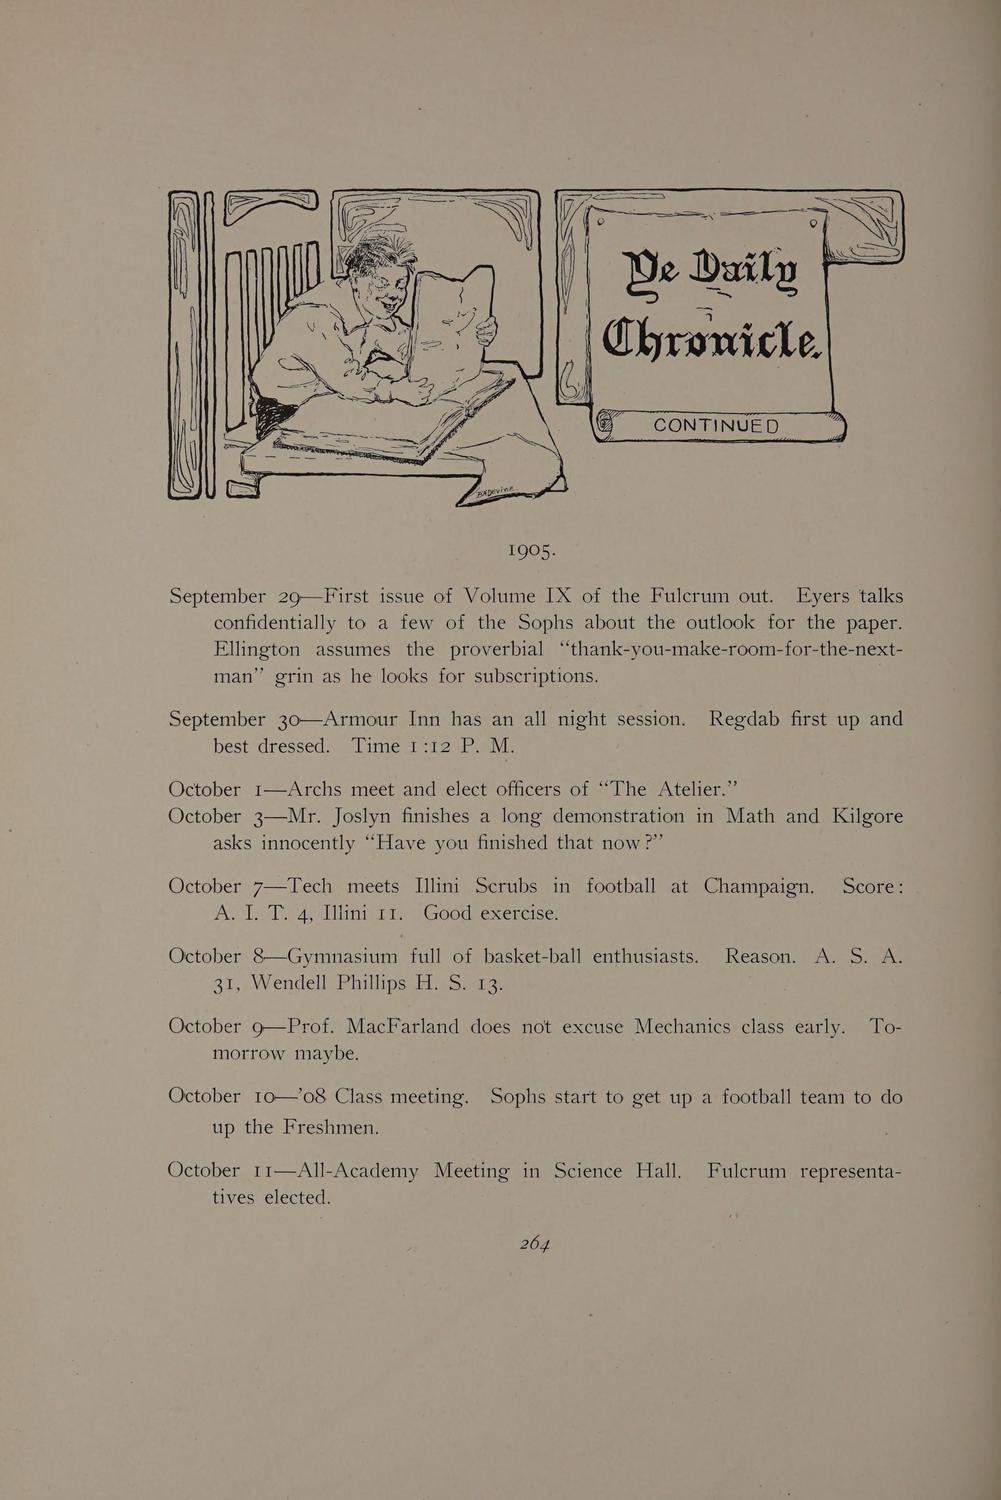 Ye Daily
Chronicle.
CONTINUED
BADevine
1905.
September 29—First issue of Volume IX of the Fulcrum out. Eyers talks
confidentially to a few of the Sophs about the outlook for the paper.
Ellington assumes the proverbial “thank-you-make-room-for-the-next-
man” grin as he looks for subscriptions.
September 30—Armour Inn has an all night session. Regdab first up and
best dressed. Time 1:12 P. M.
October 1—Archs meet and elect officers of “The Atelier.”
October 3—Mr. Joslyn finishes a long demonstration in Math and Kilgore
asks innocently “Have you finished that now?”
October 7—Tech meets Illini Scrubs in football at Champaign. Score:
A. I. T. 4, Illini 11. Good exercise.
October 8—Gymnasium full of basket-ball enthusiasts. Reason. A. S. A.
31, Wendell Phillips H. S. 13.
October 9—Prof. MacFarland does not excuse Mechanics class early. To-
morrow maybe.
October 10—’08 Class meeting. Sophs start to get up a football team to do
up the Freshmen.
October 11—All-Academy Meeting in Science Hall. Fulcrum representa-
tives elected.
264